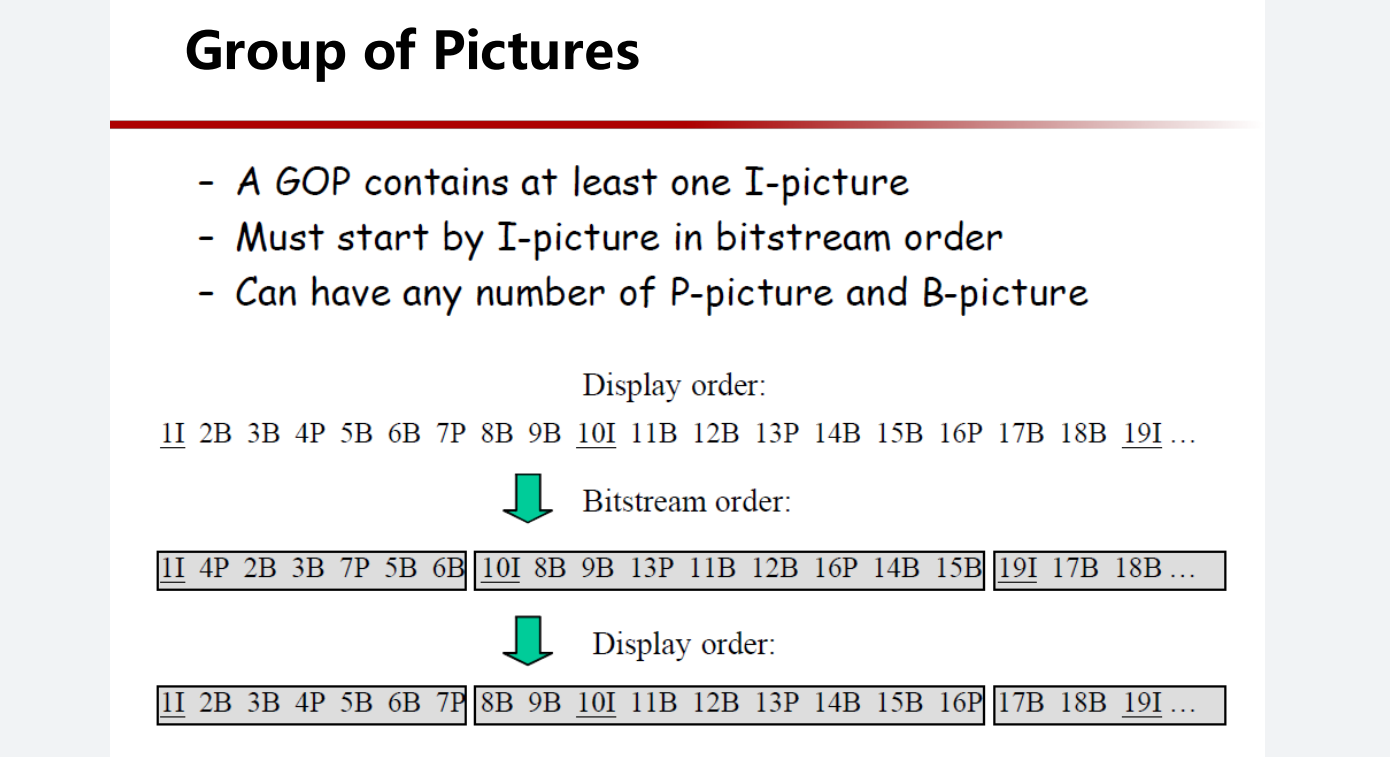 Group of Pictures
– A GOP contains at least one I-picture
– Must start by I-picture in bitstream order
– Can have any number of P-picture and B-picture
Display order:
1I 2B 3B 4P 5B 6B 7P 8B 9B 10I 11B 12B 13P 14B 15B 16P 17B 18B 19I ...
Bitstream order:
1I 4P 2B 3B 7P 5B 6B 10I 8B 9B 13P 11B 12B 16P 14B 15B 19I 17B 18B ...
Display order:
1I 2B 3B 4P 5B 6B 7P 8B 9B 10I 11B 12B 13P 14B 15B 16P 17B 18B 19I ...